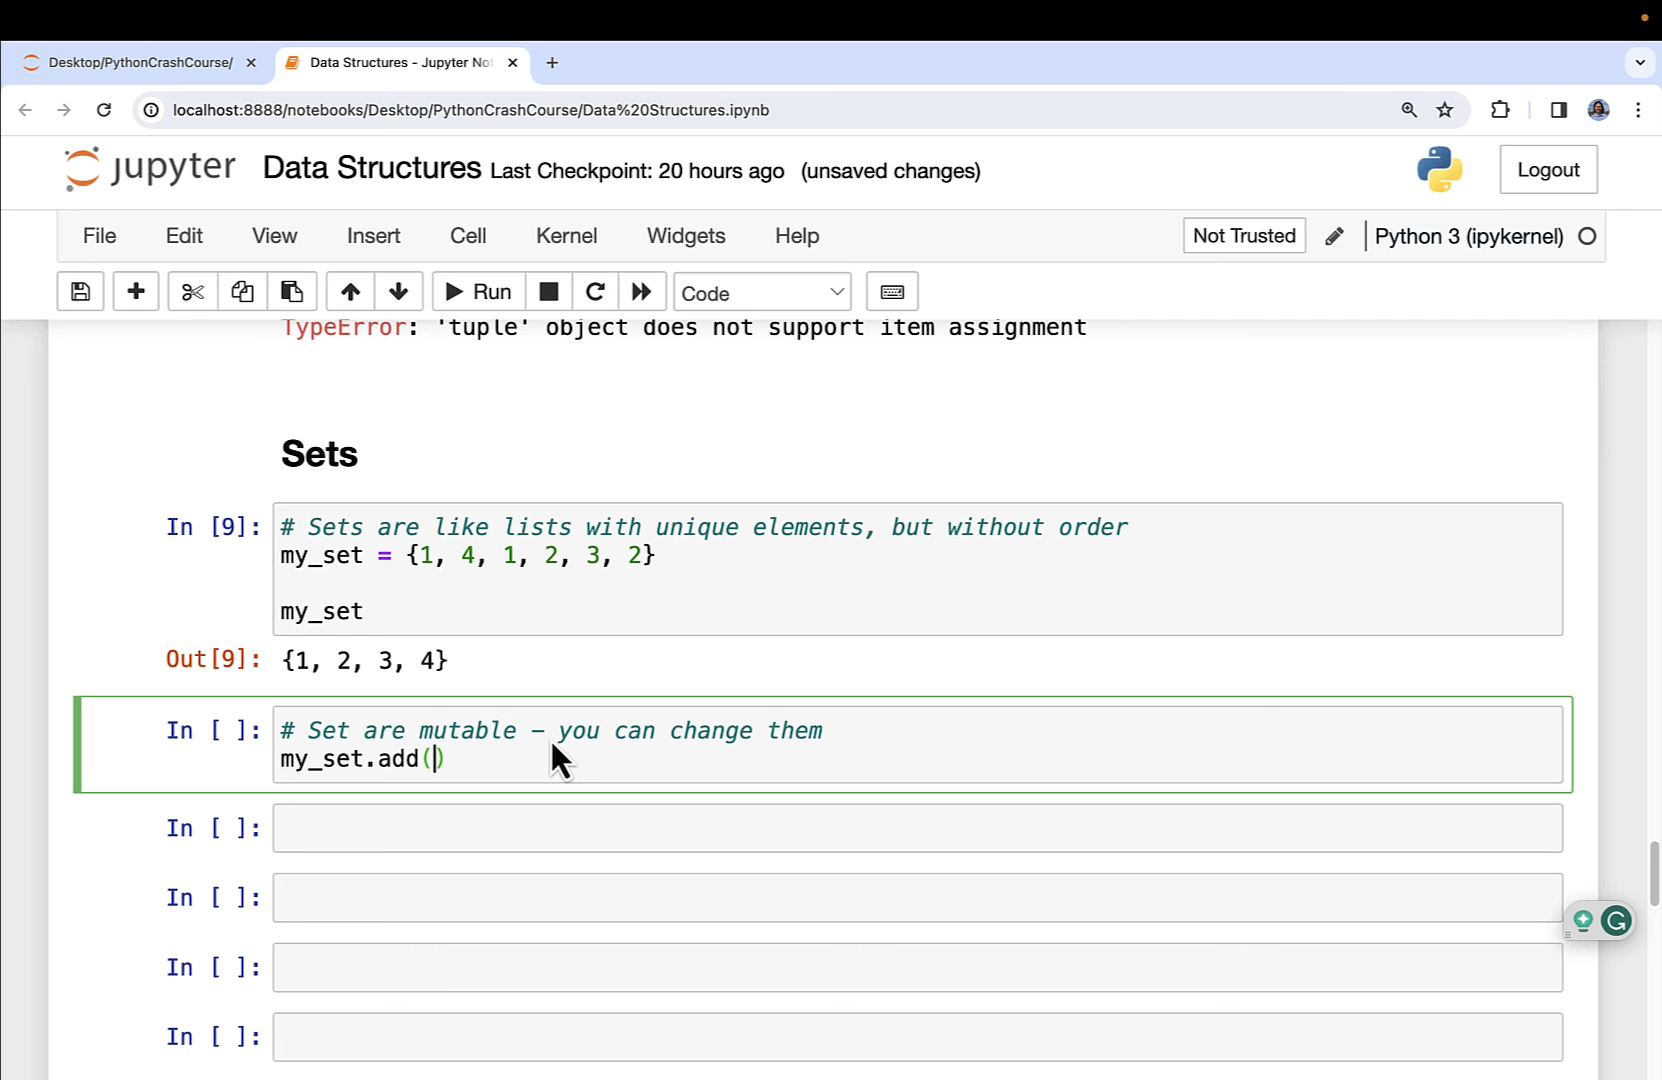 Desktop/PythonCrashCourse/
Data Structures - Jupyter Not
localhost:8888/notebooks/Desktop/PythonCrashCourse/Data%20Structures.ipynb
jupyter Data Structures Last Checkpoint: 20 hours ago (unsaved changes)
Logout
File Edit View Insert Cell Kernel Widgets Help
Not Trusted
Python 3 (ipykernel)
Run
Code
TypeError: 'tuple' object does not support item assignment
Sets
In [9]: # Sets are like lists with unique elements, but without order
my_set = {1, 4, 1, 2, 3, 2}
my_set
Out[9]: {1, 2, 3, 4}
In [ ]: # Set are mutable – you can change them
my_set.add()
In [ ]:
In [ ]:
In [ ]:
In [ ]: